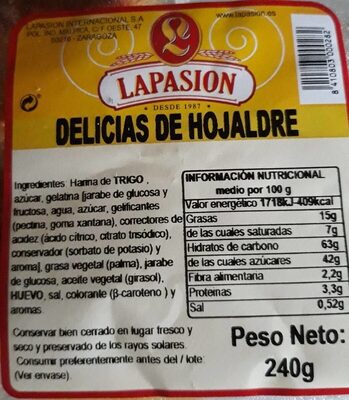 LAPASION INTERNACIONAL S.A
POL. IND. MALPICA, C/F OESTE, 47
50016 - ZARAGOZA
www.lapasion.es
L
LAPASION
DESDE 1987
8 410803 000282
DELICIAS DE HOJALDRE
Ingredientes: Harina de TRIGO,
azúcar, gelatina [jarabe de glucosa y
fructosa, agua, azúcar, gelificantes
(pectina, goma xantana), correctores de
acidez (ácido cítrico, citrato trisódico),
conservador (sorbato de potasio) y
aroma], grasa vegetal (palma), jarabe
de glucosa, aceite vegetal (girasol),
HUEVO, sal, colorante (β-caroteno ) y
aromas.
INFORMACIÓN NUTRICIONAL
medio por 100 g
Valor energético 1718kJ-409kcal
Grasas 15g
de las cuales saturadas 7g
Hidratos de carbono 63g
de las cuales azúcares 42g
Fibra alimentaria 2,2g
Proteinas 3,3g
Sal 0,52g
Conservar bien cerrado en lugar fresco y
seco y preservado de los rayos solares.
Consumir preferentemente antes del / lote:
(Ver envase).
Peso Neto:
240g